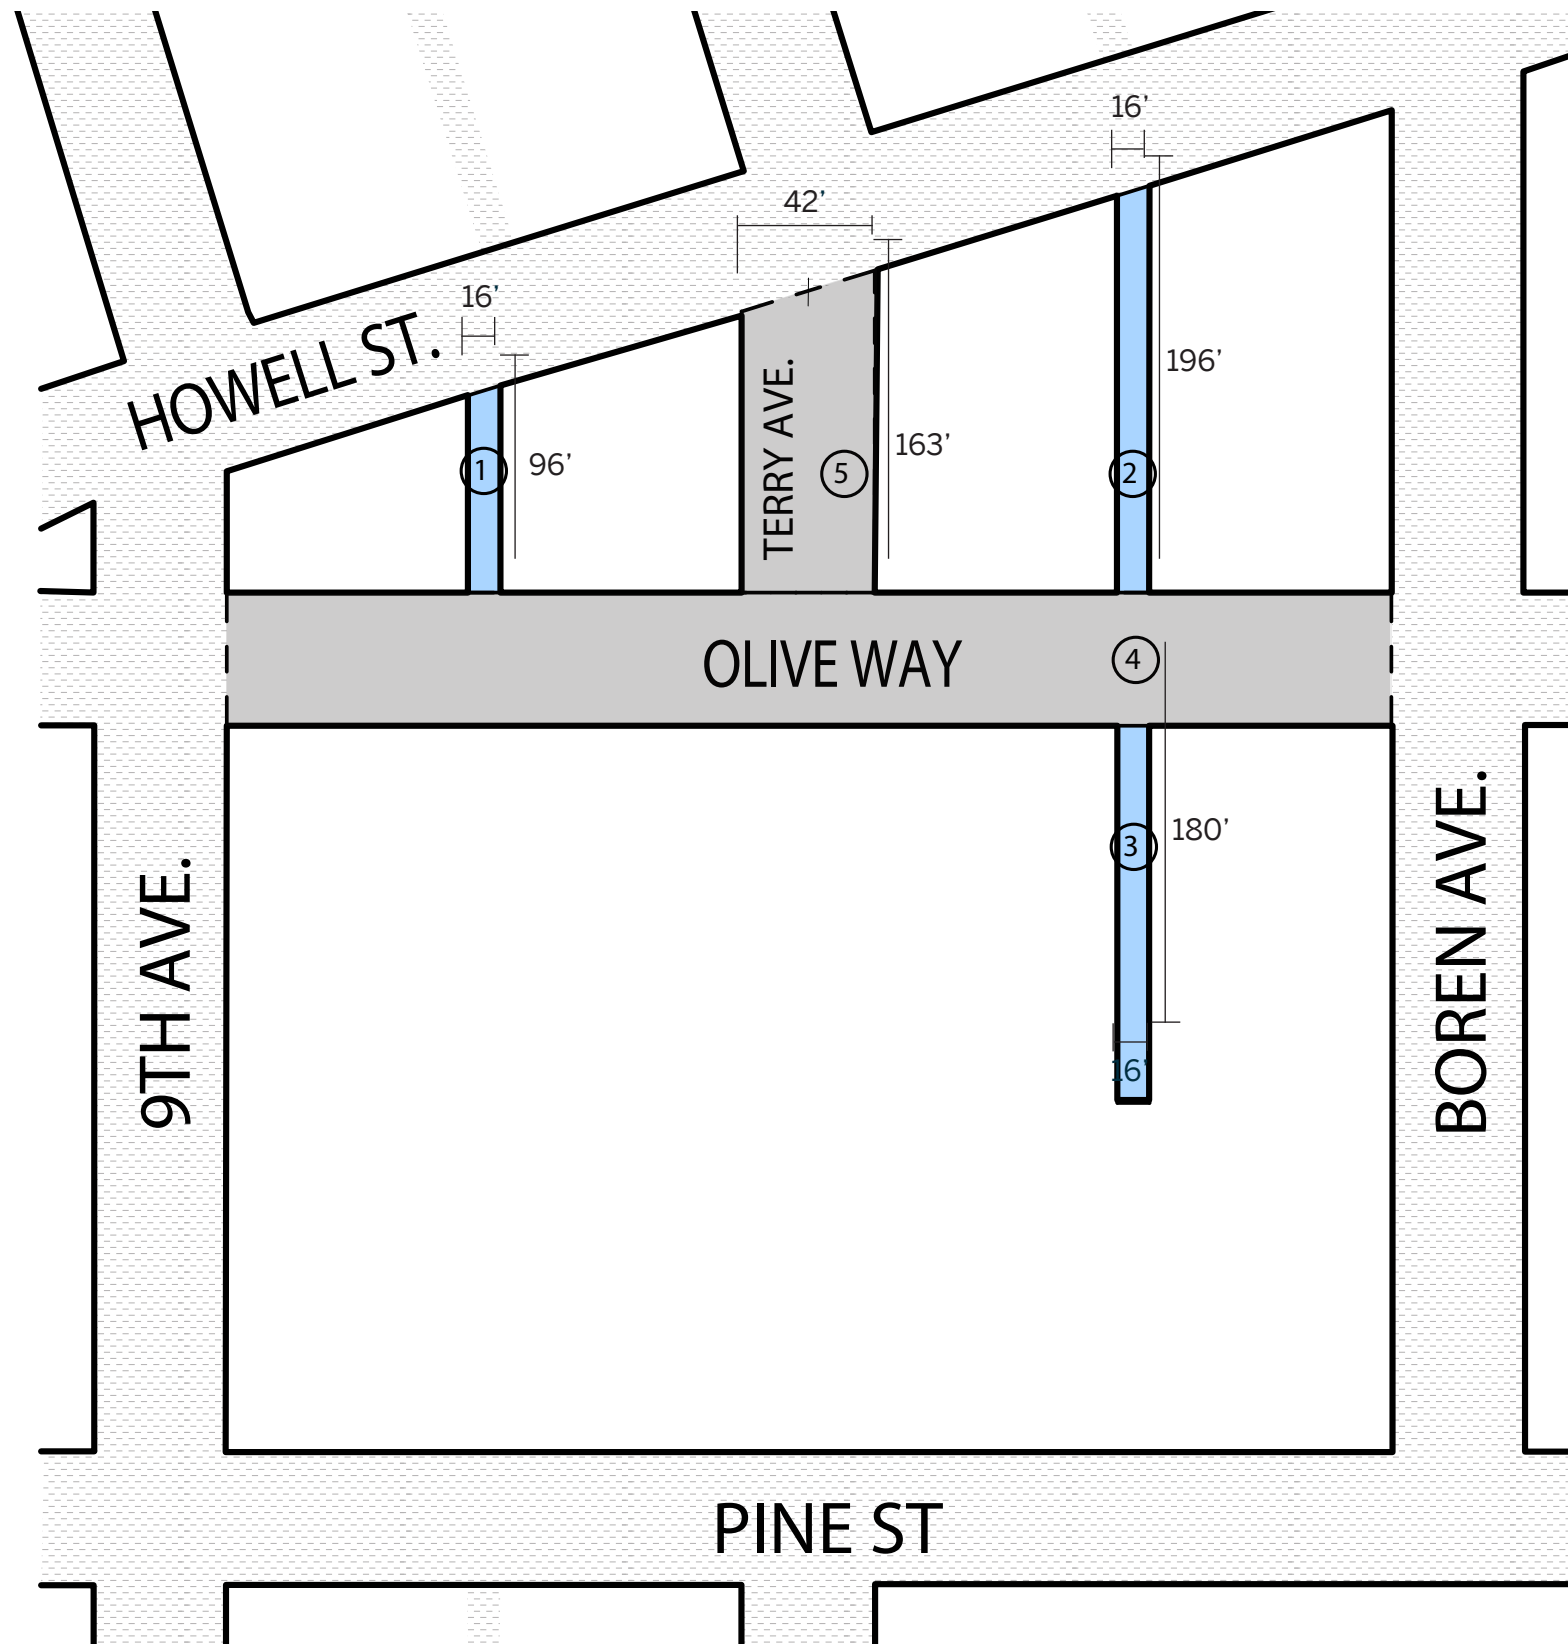 16’
42’
16’
HOWELL ST.
196’
TERRY AVE.
163’
1
96’
5
2
OLIVE WAY
4
180’
3
9TH AVE.
BOREN AVE.
16’
PINE ST